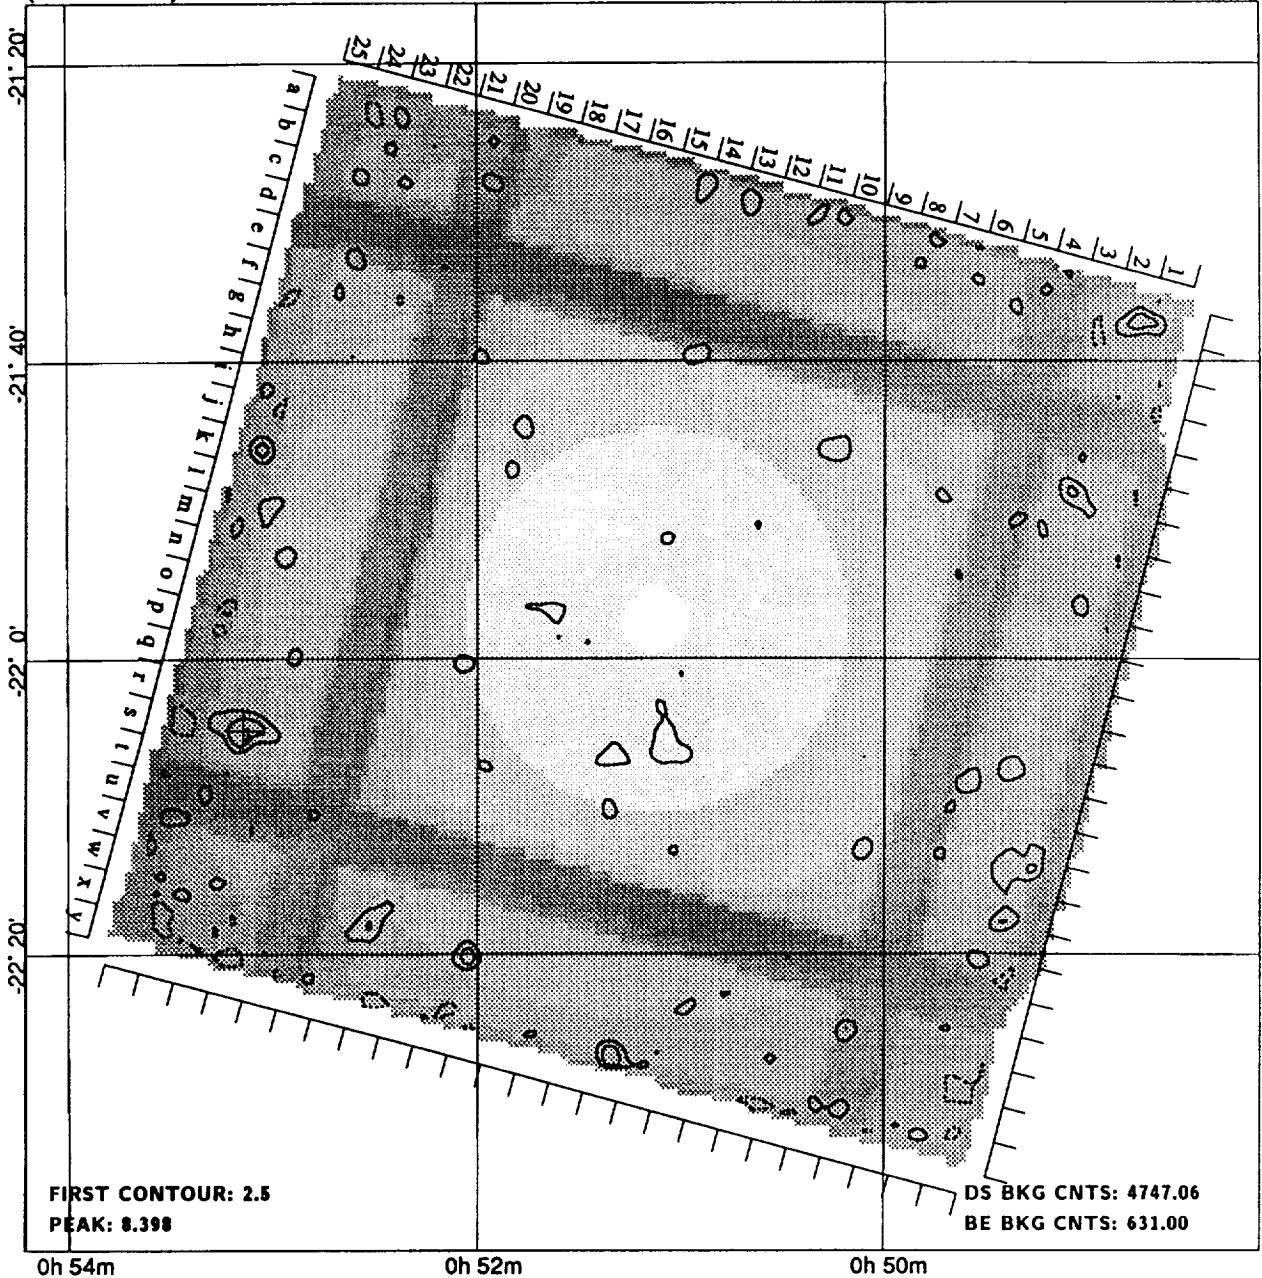 25 24 23 22 21 20 19 18 17 16 15 14 13 12 11 10 9 8 7 6 5 4 3 2 1
a b c d e f g h i j k l m n o p q r s t u v w x y
-21° 20'
-21° 40'
-22° 0'
-22° 20'
FIRST CONTOUR: 2.5
PEAK: 8.398
DS BKG CNTS: 4747.06
BE BKG CNTS: 631.00
0h 54m 0h 52m 0h 50m